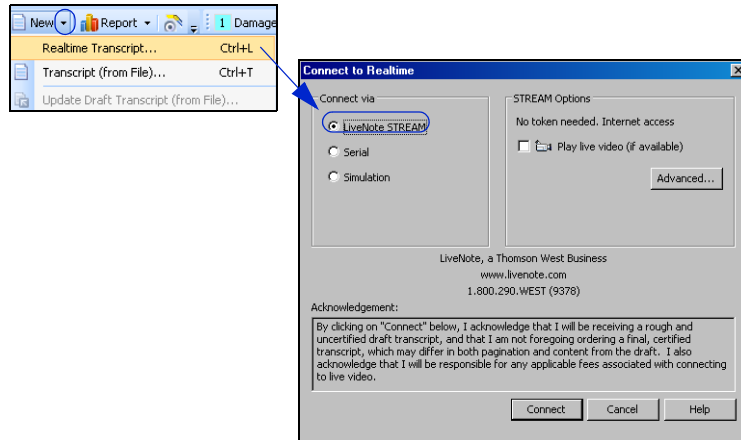 New Report 1 Damage
Realtime Transcript... Ctrl+L
Transcript (from File)... Ctrl+T
Update Draft Transcript (from File)...
Connect to Realtime
Connect via
LiveNote STREAM
Serial
Simulation
STREAM Options
No token needed. Internet access
Play live video (if available)
Advanced...
LiveNote, a Thomson West Business
www.livenote.com
1.800.290.WEST (9378)
Acknowledgement:
By clicking on "Connect" below, I acknowledge that I will be receiving a rough and
uncertified draft transcript, and that I am not foregoing ordering a final, certified
transcript, which may differ in both pagination and content from the draft. I also
acknowledge that I will be responsible for any applicable fees associated with connecting
to live video.
Connect Cancel Help